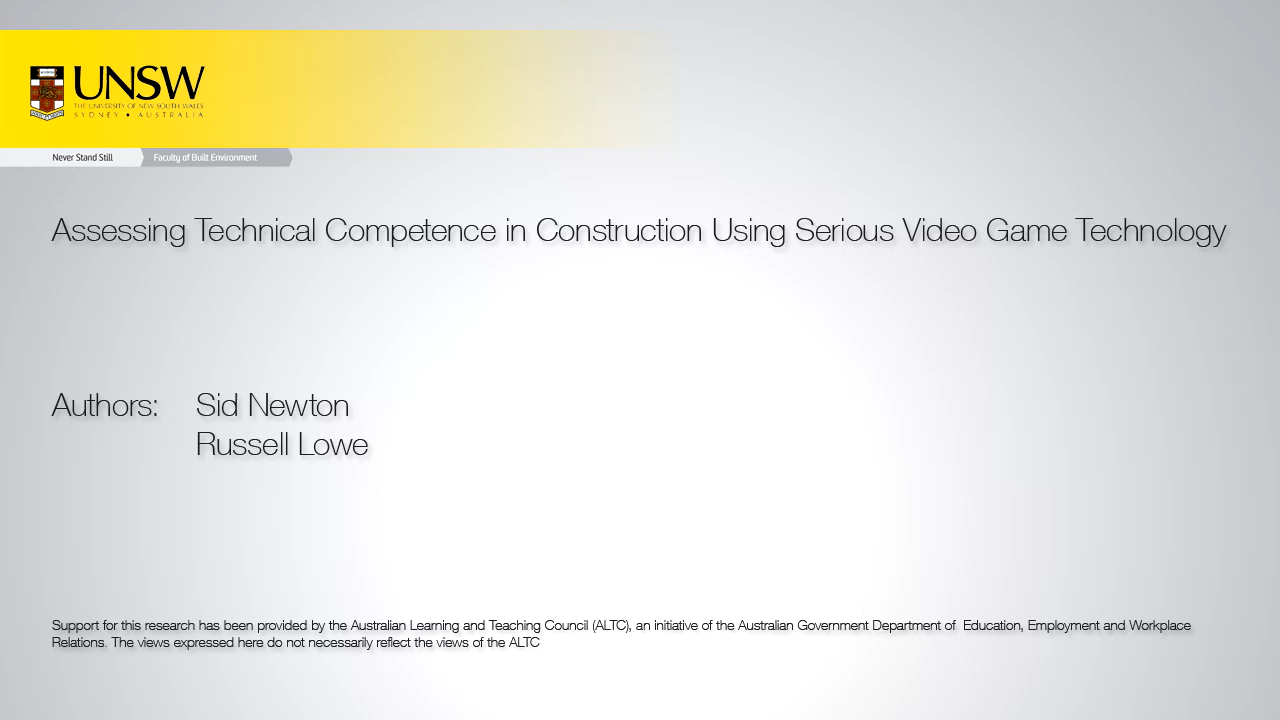 UNSW
THE UNIVERSITY OF NEW SOUTH WALES
SYDNEY • AUSTRALIA
Never Stand Still
Faculty of Built Environment
Assessing Technical Competence in Construction Using Serious Video Game Technology
Authors: Sid Newton
Russell Lowe
Support for this research has been provided by the Australian Learning and Teaching Council (ALTC), an initiative of the Australian Government Department of Education, Employment and Workplace
Relations. The views expressed here do not necessarily reflect the views of the ALTC